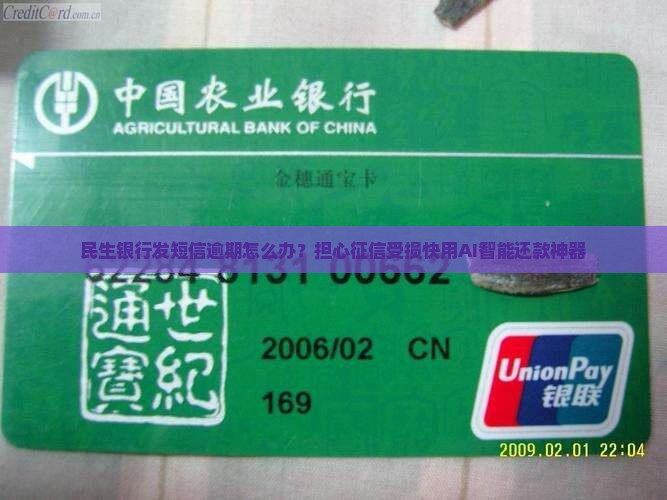 CreditCard.com.cn
中国农业银行
AGRICULTURAL BANK OF CHINA
金穗通宝卡
民生银行发短信逾期怎么办？担心征信受损快用AI智能还款神器
世纪
通寶
2006/02 CN
169
UnionPay
银联
2009.02.01 22:04